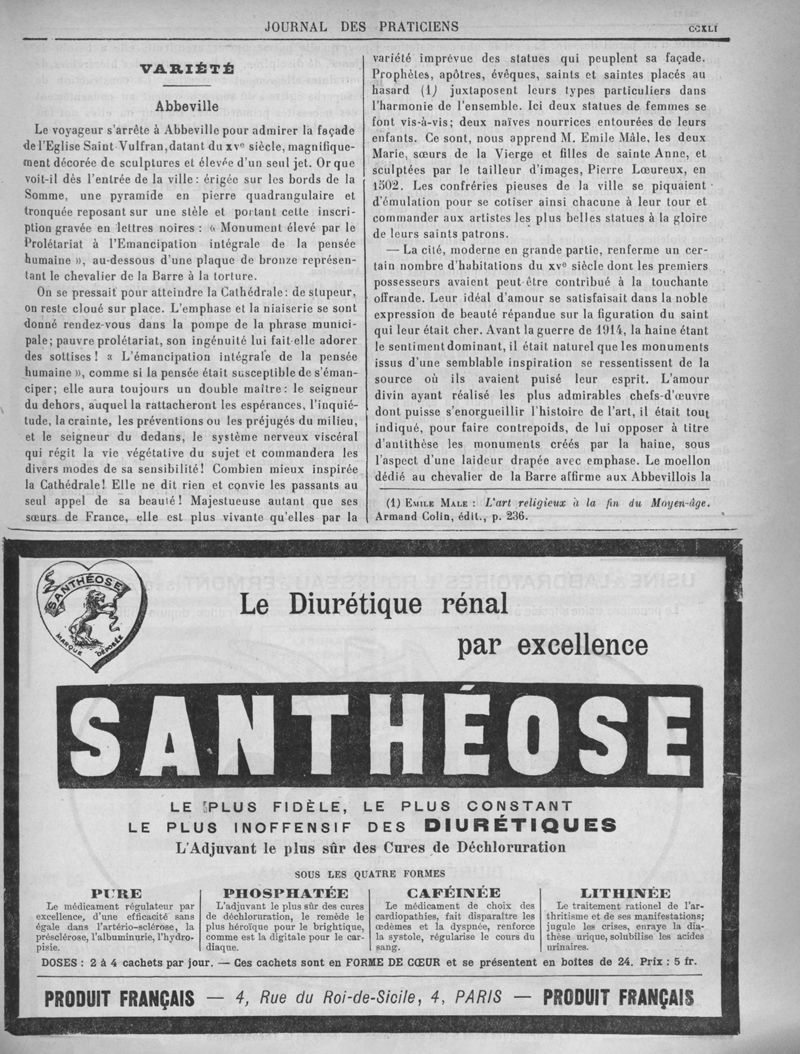 JOURNAL DES PRATICIENS
CCXLI
VARIÉTÉ
Abbeville
Le voyageur s'arrête à Abbeville pour admirer la façade
de l'Eglise Saint Vulfran, datant du XVe siècle, magnifique-
ment décorée de sculptures et élevée d'un seul jet. Or que
voit-il dès l'entrée de la ville : érigée sur les bords de la
Somme, une pyramide en pierre quadrangulaire et
tronquée reposant sur une stèle et portant cette inscri-
ption gravée en lettres noires : « Monument élevé par le
Prolétariat à l'Emancipation intégrale de la pensée
humaine », au-dessous d'une plaque de bronze représen-
tant le chevalier de la Barre à la torture.
On se pressait pour atteindre la Cathédrale : de stupeur,
on reste cloué sur place. L'emphase et la niaiserie se sont
donné rendez-vous dans la pompe de la phrase munici-
pale; pauvre prolétariat, son ingénuité lui fait elle adorer
des sottises ! « L'émancipation intégrale de la pensée
humaine », comme si la pensée était susceptible de s'éman-
ciper; elle aura toujours un double maître : le seigneur
du dehors, auquel la rattacheront les espérances, l'inquié-
tude, la crainte, les préventions ou les préjugés du milieu,
et le seigneur du dedans, le système nerveux viscéral
qui régit la vie végétative du sujet et commandera les
divers modes de sa sensibilité! Combien mieux inspirée
la Cathédrale! Elle ne dit rien et convie les passants au
seul appel de sa beauté! Majestueuse autant que ses
sœurs de France, elle est plus vivante qu'elles par la
variété imprévue des statues qui peuplent sa façade.
Prophètes, apôtres, évêques, saints et saintes placés au
hasard (1) juxtaposent leurs types particuliers dans
l'harmonie de l'ensemble. Ici deux statues de femmes se
font vis-à-vis; deux naïves nourrices entourées de leurs
enfants. Ce sont, nous apprend M. Emile Mâle, les deux
Marie, sœurs de la Vierge et filles de sainte Anne, et
sculptées par le tailleur d'images, Pierre Lœureux, en
1502. Les confréries pieuses de la ville se piquaient
d'émulation pour se cotiser ainsi chacune à leur tour et
commander aux artistes les plus belles statues à la gloire
de leurs saints patrons.
— La cité, moderne en grande partie, renferme un cer-
tain nombre d'habitations du XVe siècle dont les premiers
possesseurs avaient peut-être contribué à la touchante
offrande. Leur idéal d'amour se satisfaisait dans la noble
expression de beauté répandue sur la figuration du saint
qui leur était cher. Avant la guerre de 1914, la haine étant
le sentiment dominant, il était naturel que les monuments
issus d'une semblable inspiration se ressentissent de la
source où ils avaient puisé leur esprit. L'amour
divin ayant réalisé les plus admirables chefs-d'œuvre
dont puisse s'enorgueillir l'histoire de l'art, il était tout
indiqué, pour faire contrepoids, de lui opposer à titre
d'antithèse les monuments créés par la haine, sous
l'aspect d'une laideur drapée avec emphase. Le moellon
dédié au chevalier de la Barre affirme aux Abbevillois la
(1) EMILE MALE : L'art religieux à la fin du Moyen-âge.
Armand Colin, édit., p. 236.
SANTHÉOSE
MARQUE DÉPOSÉE
Le Diurétique rénal
par excellence
SANTHÉOSE
LE PLUS FIDÈLE, LE PLUS CONSTANT
LE PLUS INOFFENSIF DES DIURÉTIQUES
L'Adjuvant le plus sûr des Cures de Déchloruration
SOUS LES QUATRE FORMES
PURE
Le médicament régulateur par
excellence, d'une efficacité sans
égale dans l'artério-sclérose, la
présclérose, l'albuminurie, l'hydro-
pisie.
PHOSPHATÉE
L'adjuvant le plus sûr des cures
de déchloruration, le remède le
plus héroïque pour le brightique,
comme est la digitale pour le car-
diaque.
CAFÉINÉE
Le médicament de choix des
cardiopathies, fait disparaître les
œdèmes et la dyspnée, renforce
la systole, régularise le cours du
sang.
LITHINÉE
Le traitement rationel de l'ar-
thritisme et de ses manifestations;
jugule les crises, enraye la dia-
thèse urique, solubilise les acides
urinaires.
DOSES : 2 à 4 cachets par jour. — Ces cachets sont en FORME DE CŒUR et se présentent en boîtes de 24. Prix : 5 fr.
PRODUIT FRANÇAIS — 4, Rue du Roi-de-Sicile, 4, PARIS — PRODUIT FRANÇAIS